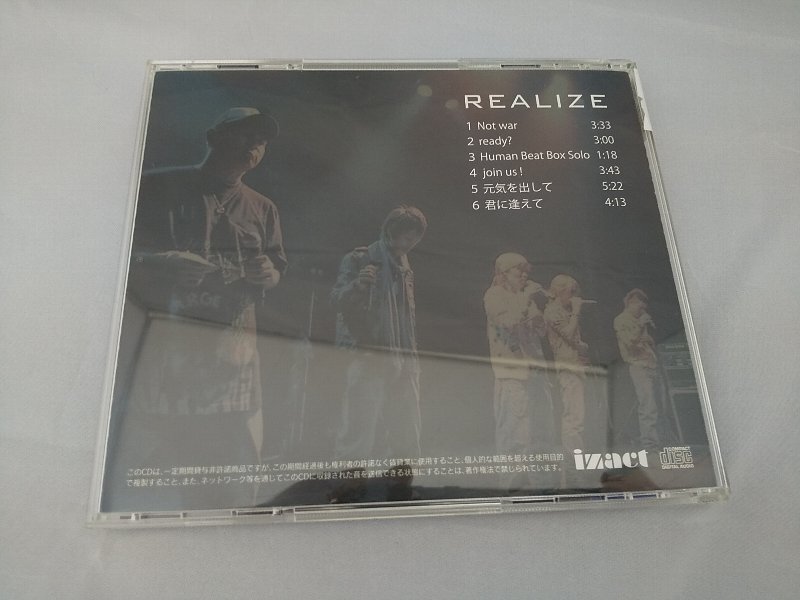 REALIZE
1 Not war 3:33
2 ready? 3:00
3 Human Beat Box Solo 1:18
4 join us ! 3:43
5 元気を出して 5:22
6 君に逢えて 4:13
このCDは、一定期間貸与非許諾商品ですが、この期間経過後も権利者の許諾なく賃貸業に使用すること、個人的な範囲を超える使用目的
で複製すること、また、ネットワーク等を通じてこのCDに収録された音を送信できる状態にすることは、著作権法で禁じられています。
izzact
COMPACT
disc
DIGITAL AUDIO